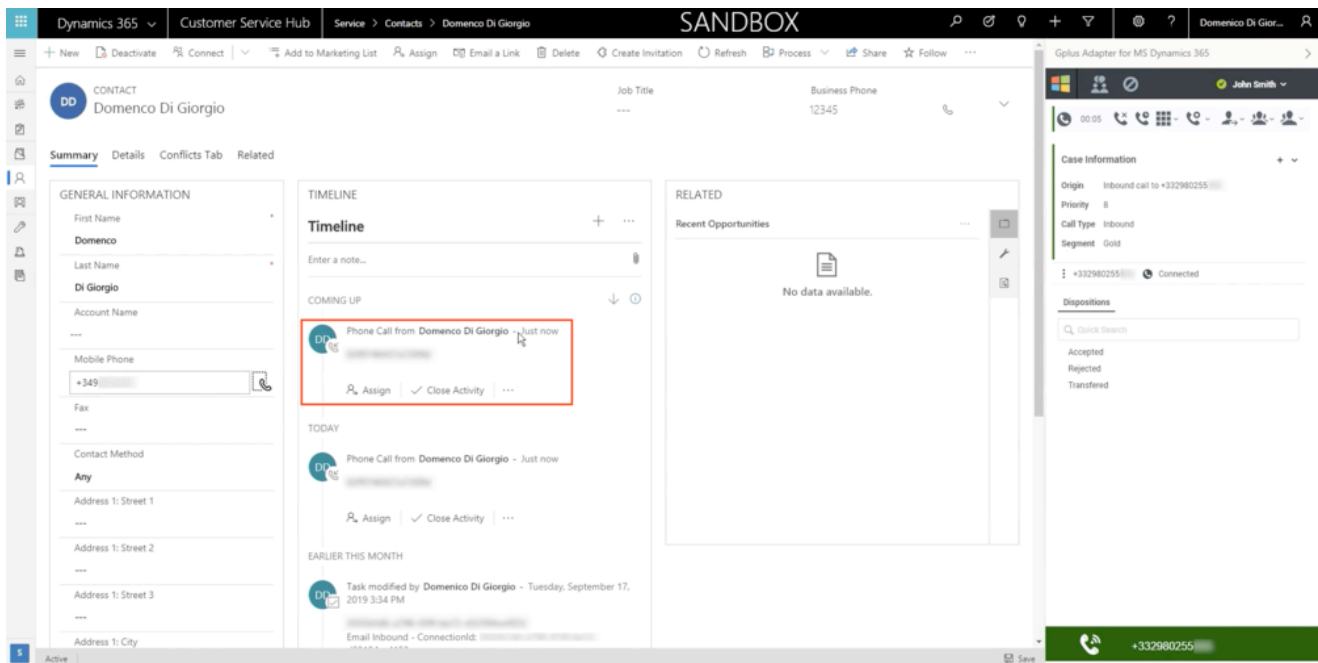 Dynamics 365
Customer Service Hub
Service > Contacts > Domenco Di Giorgio
SANDBOX
Domenico Di Gior...
+ New
Deactivate
Connect
Add to Marketing List
Assign
Email a Link
Delete
Create Invitation
Refresh
Process
Share
Follow
...
DD
CONTACT
Domenco Di Giorgio
Job Title
---
Business Phone
12345
Summary
Details
Conflicts Tab
Related
GENERAL INFORMATION
First Name *
Domenco
Last Name *
Di Giorgio
Account Name
---
Mobile Phone
+349
Fax
---
Contact Method
Any
Address 1: Street 1
---
Address 1: Street 2
---
Address 1: Street 3
---
Address 1: City
TIMELINE
Timeline
Enter a note...
COMING UP
DD
Phone Call from Domenco Di Giorgio - Just now
Assign
Close Activity
...
TODAY
DD
Phone Call from Domenco Di Giorgio - Just now
Assign
Close Activity
...
EARLIER THIS MONTH
DD
Task modified by Domenico Di Giorgio - Tuesday, September 17,
2019 3:34 PM
Email Inbound - ConnectionId:
RELATED
Recent Opportunities
...
No data available.
Gplus Adapter for MS Dynamics 365
John Smith
00:05
Case Information
Origin Inbound call to +332980255
Priority 8
Call Type Inbound
Segment Gold
+332980255 Connected
Dispositions
Quick Search
Accepted
Rejected
Transfered
+332980255
S
Active
Save